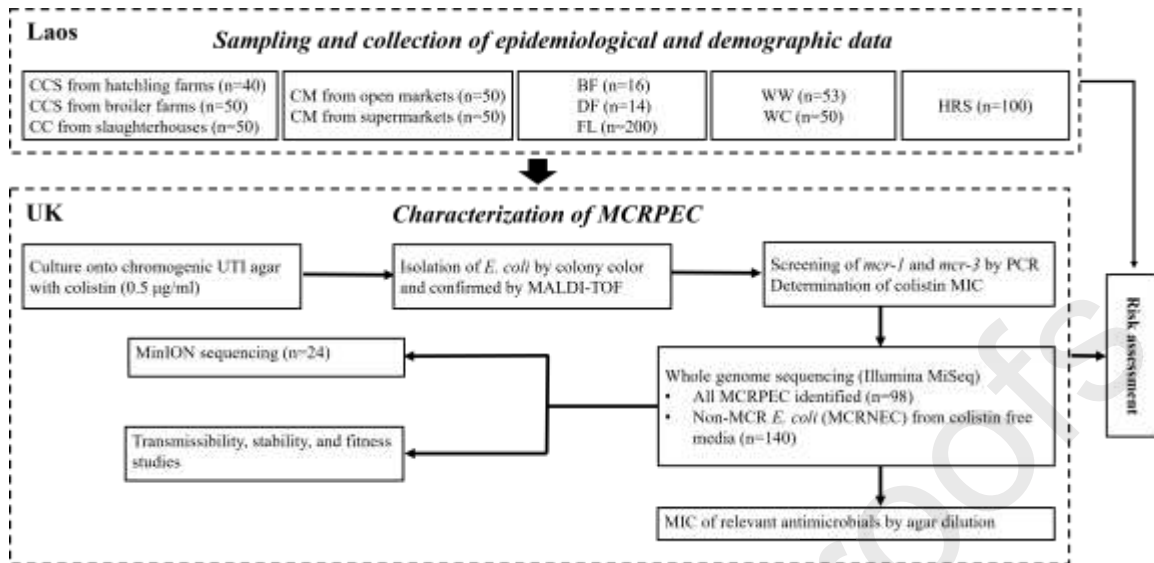 Laos
Sampling and collection of epidemiological and demographic data
CCS from hatchling farms (n=40)
CCS from broiler farms (n=50)
CC from slaughterhouses (n=50)
CM from open markets (n=50)
CM from supermarkets (n=50)
BF (n=16)
DF (n=14)
FL (n=200)
WW (n=53)
WC (n=50)
HRS (n=100)
UK
Characterization of MCRPEC
Culture onto chromogenic UTI agar
with colistin (0.5 μg/ml)
Isolation of E. coli by colony color
and confirmed by MALDI-TOF
Screening of mcr-1 and mcr-3 by PCR
Determination of colistin MIC
MinION sequencing (n=24)
Transmissibility, stability, and fitness
studies
Whole genome sequencing (Illumina MiSeq)
• All MCRPEC identified (n=98)
• Non-MCR E. coli (MCRNEC) from colistin free
media (n=140)
MIC of relevant antimicrobials by agar dilution
Risk assessment
oofs